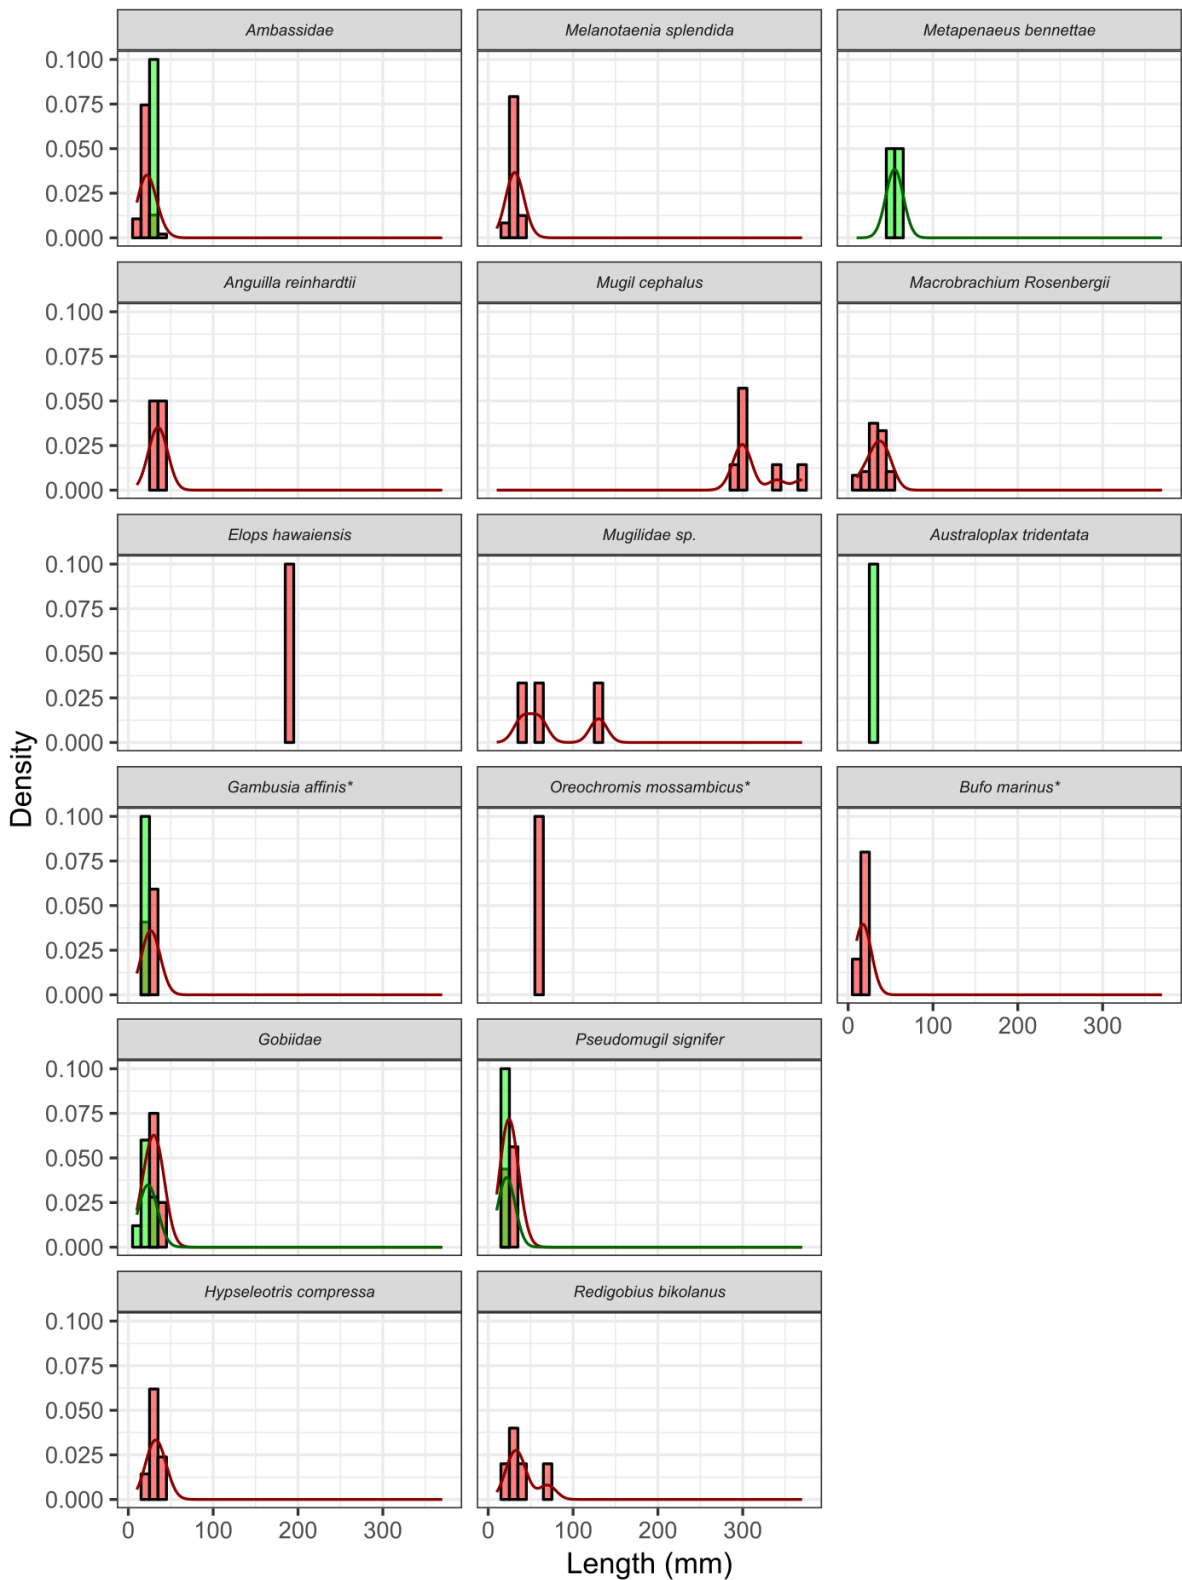 Ambassidae
Melanotaenia splendida
Metapenaeus bennettae
0.100
0.075
0.050
0.025
0.000
Anguilla reinhardtii
Mugil cephalus
Macrobrachium Rosenbergii
0.100
0.075
0.050
0.025
0.000
Elops hawaiensis
Mugilidae sp.
Australoplax tridentata
0.100
0.075
0.050
0.025
0.000
Density
Gambusia affinis*
Oreochromis mossambicus*
Bufo marinus*
0.100
0.075
0.050
0.025
0.000
0 100 200 300
Gobiidae
Pseudomugil signifer
0.100
0.075
0.050
0.025
0.000
Hypseleotris compressa
Redigobius bikolanus
0.100
0.075
0.050
0.025
0.000
0 100 200 300
0 100 200 300
Length (mm)